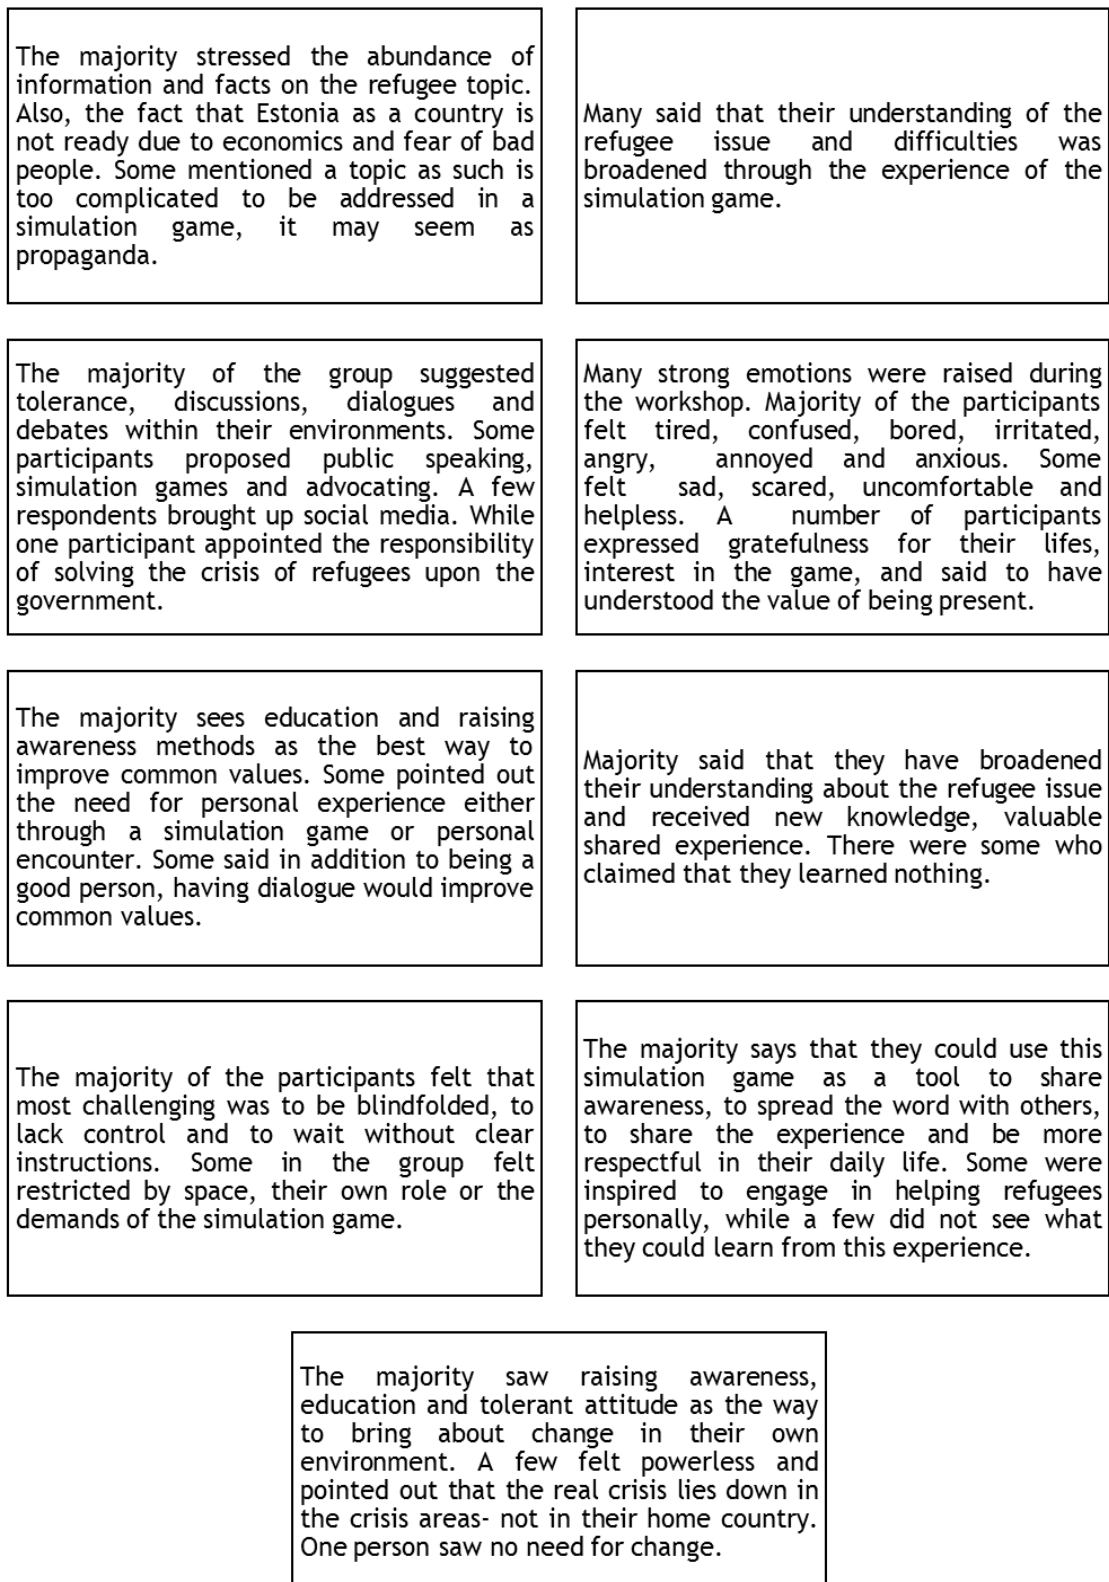 The majority stressed the abundance of
information and facts on the refugee topic.
Also, the fact that Estonia as a country is
not ready due to economics and fear of bad
people. Some mentioned a topic as such is
too complicated to be addressed in a
simulation game, it may seem as
propaganda.
Many said that their understanding of the
refugee issue and difficulties was
broadened through the experience of the
simulation game.
The majority of the group suggested
tolerance, discussions, dialogues and
debates within their environments. Some
participants proposed public speaking,
simulation games and advocating. A few
respondents brought up social media. While
one participant appointed the responsibility
of solving the crisis of refugees upon the
government.
Many strong emotions were raised during
the workshop. Majority of the participants
felt tired, confused, bored, irritated,
angry, annoyed and anxious. Some
felt sad, scared, uncomfortable and
helpless. A number of participants
expressed gratefulness for their lifes,
interest in the game, and said to have
understood the value of being present.
The majority sees education and raising
awareness methods as the best way to
improve common values. Some pointed out
the need for personal experience either
through a simulation game or personal
encounter. Some said in addition to being a
good person, having dialogue would improve
common values.
Majority said that they have broadened
their understanding about the refugee issue
and received new knowledge, valuable
shared experience. There were some who
claimed that they learned nothing.
The majority of the participants felt that
most challenging was to be blindfolded, to
lack control and to wait without clear
instructions. Some in the group felt
restricted by space, their own role or the
demands of the simulation game.
The majority says that they could use this
simulation game as a tool to share
awareness, to spread the word with others,
to share the experience and be more
respectful in their daily life. Some were
inspired to engage in helping refugees
personally, while a few did not see what
they could learn from this experience.
The majority saw raising awareness,
education and tolerant attitude as the way
to bring about change in their own
environment. A few felt powerless and
pointed out that the real crisis lies down in
the crisis areas- not in their home country.
One person saw no need for change.